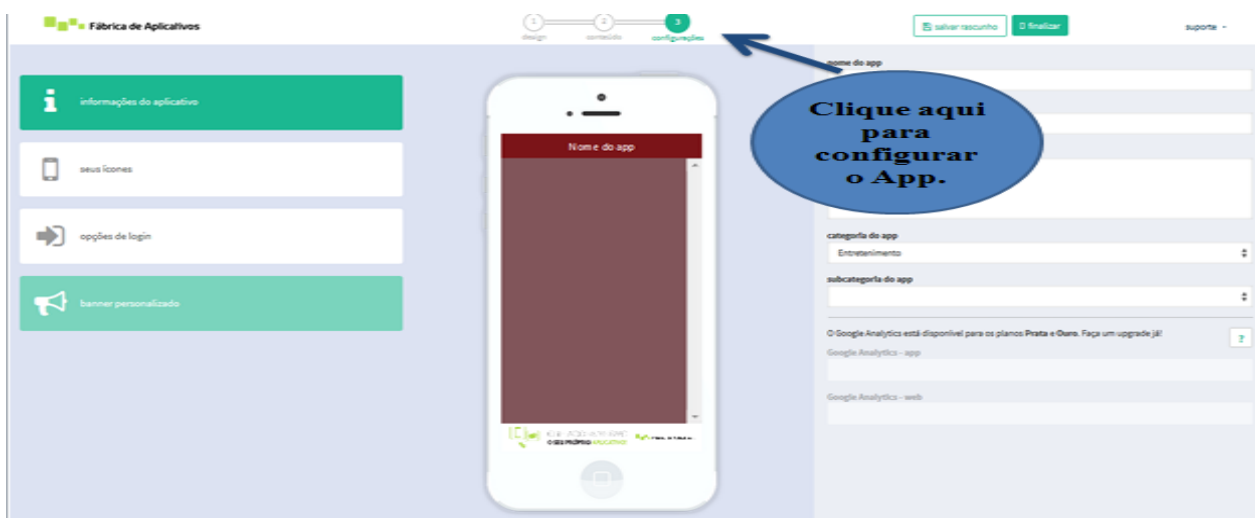 Fábrica de Aplicativos
1
2
3
design
conteúdo
configurações
salvar rascunho
finalizar
suporte
nome do app
Clique aqui
para
configurar
o App.
informações do aplicativo
seus ícones
opções de login
banner personalizado
Nome do app
O SEU PRÓPRIO APLICATIVO
categoria do app
Entretenimento
subcategoria do app
O Google Analytics está disponível para os planos Prata e Ouro. Faça um upgrade já!
?
Google Analytics - app
Google Analytics - web